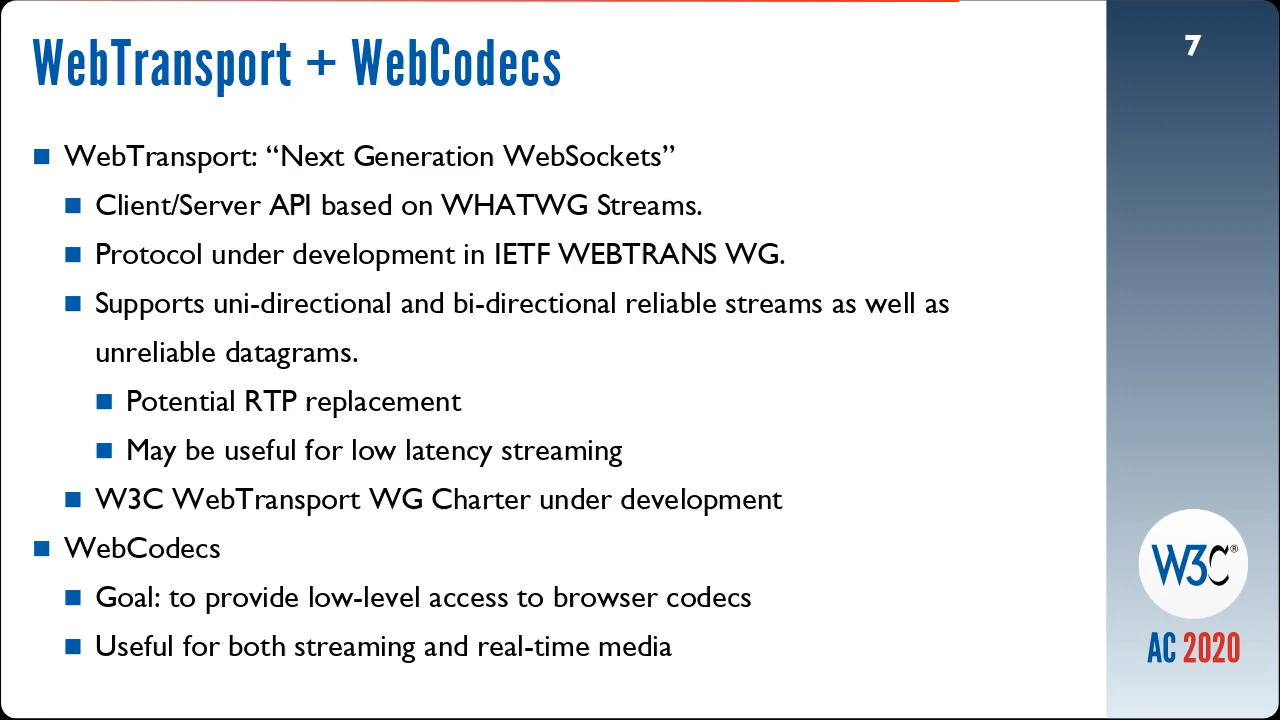 WebTransport + WebCodecs
7
WebTransport: “Next Generation WebSockets”
Client/Server API based on WHATWG Streams.
Protocol under development in IETF WEBTRANS WG.
Supports uni-directional and bi-directional reliable streams as well as
unreliable datagrams.
Potential RTP replacement
May be useful for low latency streaming
W3C WebTransport WG Charter under development
WebCodecs
Goal: to provide low-level access to browser codecs
Useful for both streaming and real-time media
W3C®
AC 2020